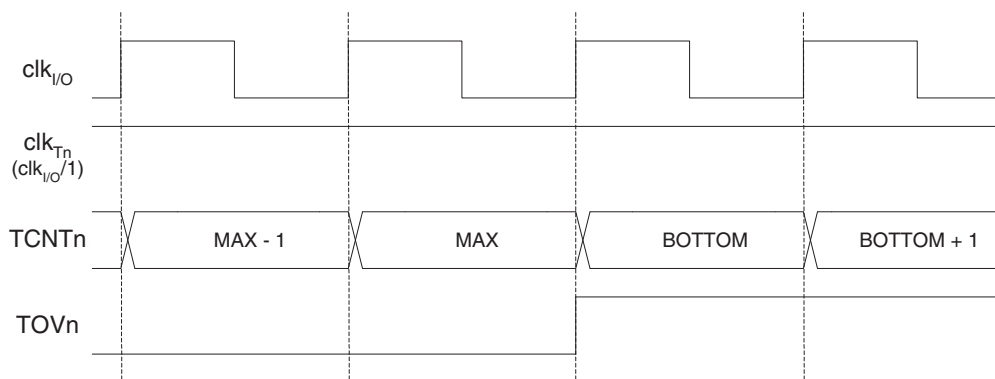 clkI/O
clkTn
(clkI/O/1)
TCNTn MAX - 1 MAX BOTTOM BOTTOM + 1
TOVn